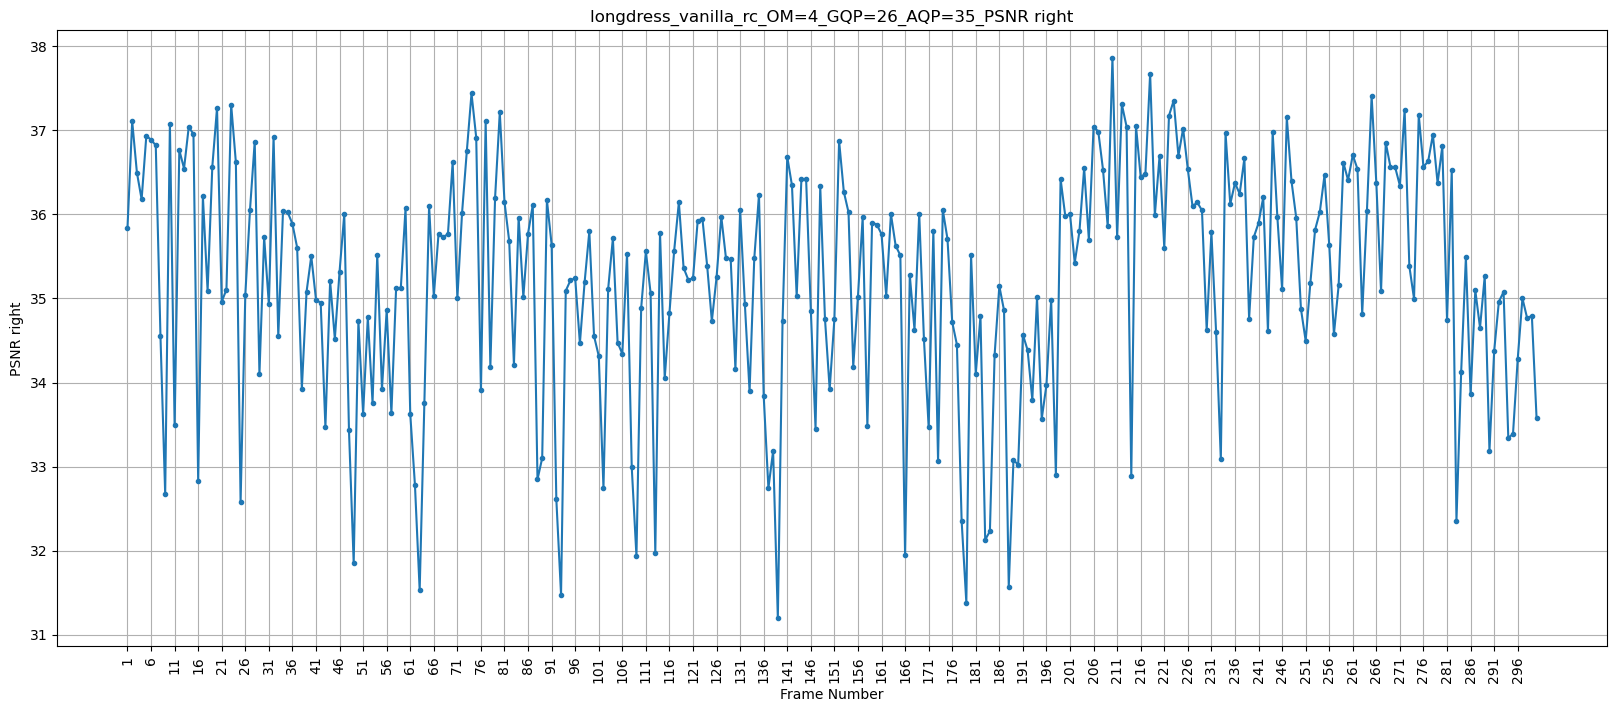 longdress_vanilla_rc_OM=4_GQP=26_AQP=35_PSNR right
38
37
36
35
34
33
32
31
PSNR right
1 6 11 16 21 26 31 36 41 46 51 56 61 66 71 76 81 86 91 96 101 106 111 116 121 126 131 136 141 146 151 156 161 166 171 176 181 186 191 196 201 206 211 216 221 226 231 236 241 246 251 256 261 266 271 276 281 286 291 296
Frame Number